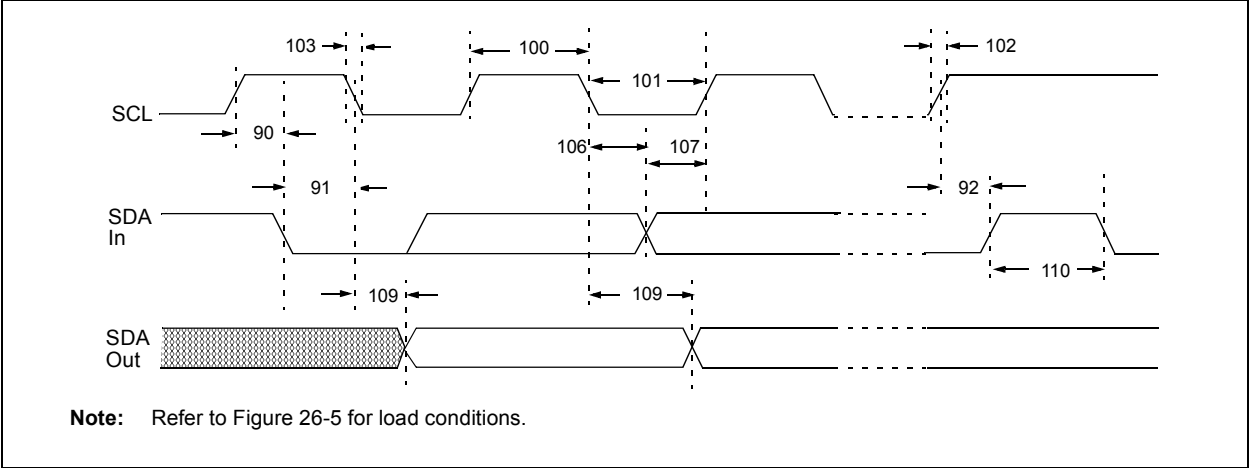 103
100
102
101
SCL
90
106
107
91
92
SDA
In
110
109
109
SDA
Out
Note: Refer to Figure 26-5 for load conditions.